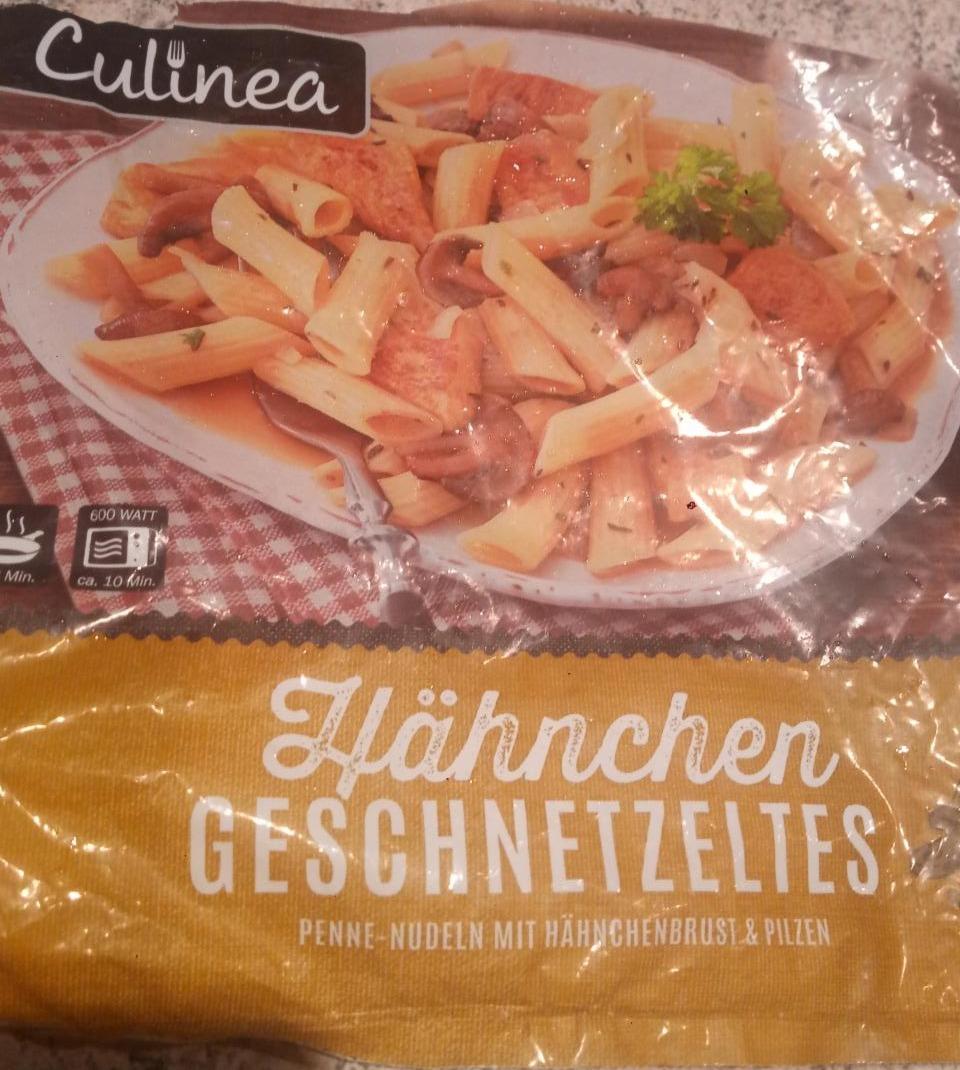 Culinea
600 WATT
Min.
ca. 10 Min.
Hähnchen
GESCHNETZELTES
PENNE-NUDELN MIT HÄHNCHENBRUST & PILZEN